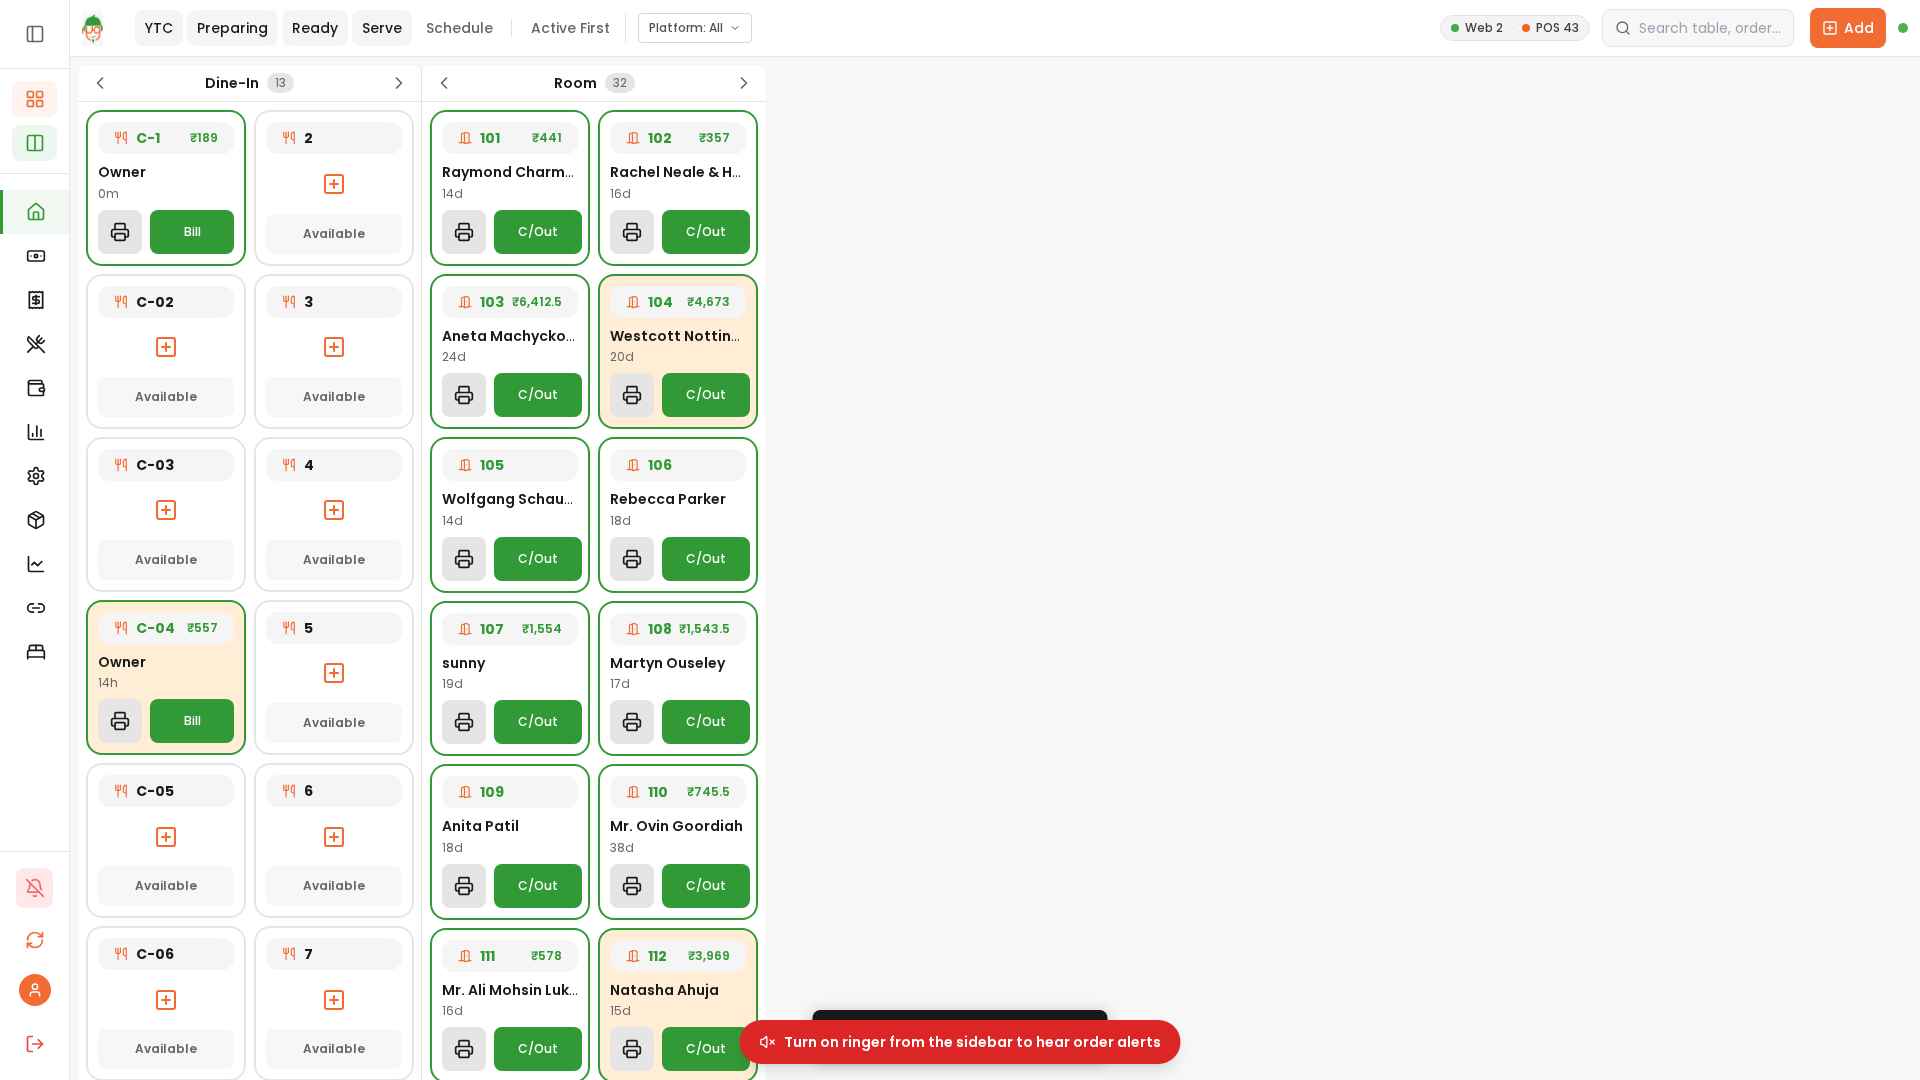 YTC
Preparing
Ready
Serve
Schedule
Active First
Platform: All
Web 2
POS 43
Search table, order...
Add
Dine-In 13
Room 32
C-1 ₹189
Owner
0m
Bill
2
Available
101 ₹441
Raymond Charm...
14d
C/Out
102 ₹357
Rachel Neale & H...
16d
C/Out
C-02
Available
3
Available
103 ₹6,412.5
Aneta Machycko...
24d
C/Out
104 ₹4,673
Westcott Nottin...
20d
C/Out
C-03
Available
4
Available
105
Wolfgang Schau...
14d
C/Out
106
Rebecca Parker
18d
C/Out
C-04 ₹557
Owner
14h
Bill
5
Available
107 ₹1,554
sunny
19d
C/Out
108 ₹1,543.5
Martyn Ouseley
17d
C/Out
C-05
Available
6
Available
109
Anita Patil
18d
C/Out
110 ₹745.5
Mr. Ovin Goordiah
38d
C/Out
C-06
Available
7
Available
111 ₹578
Mr. Ali Mohsin Luk...
16d
C/Out
112 ₹3,969
Natasha Ahuja
15d
C/Out
Turn on ringer from the sidebar to hear order alerts